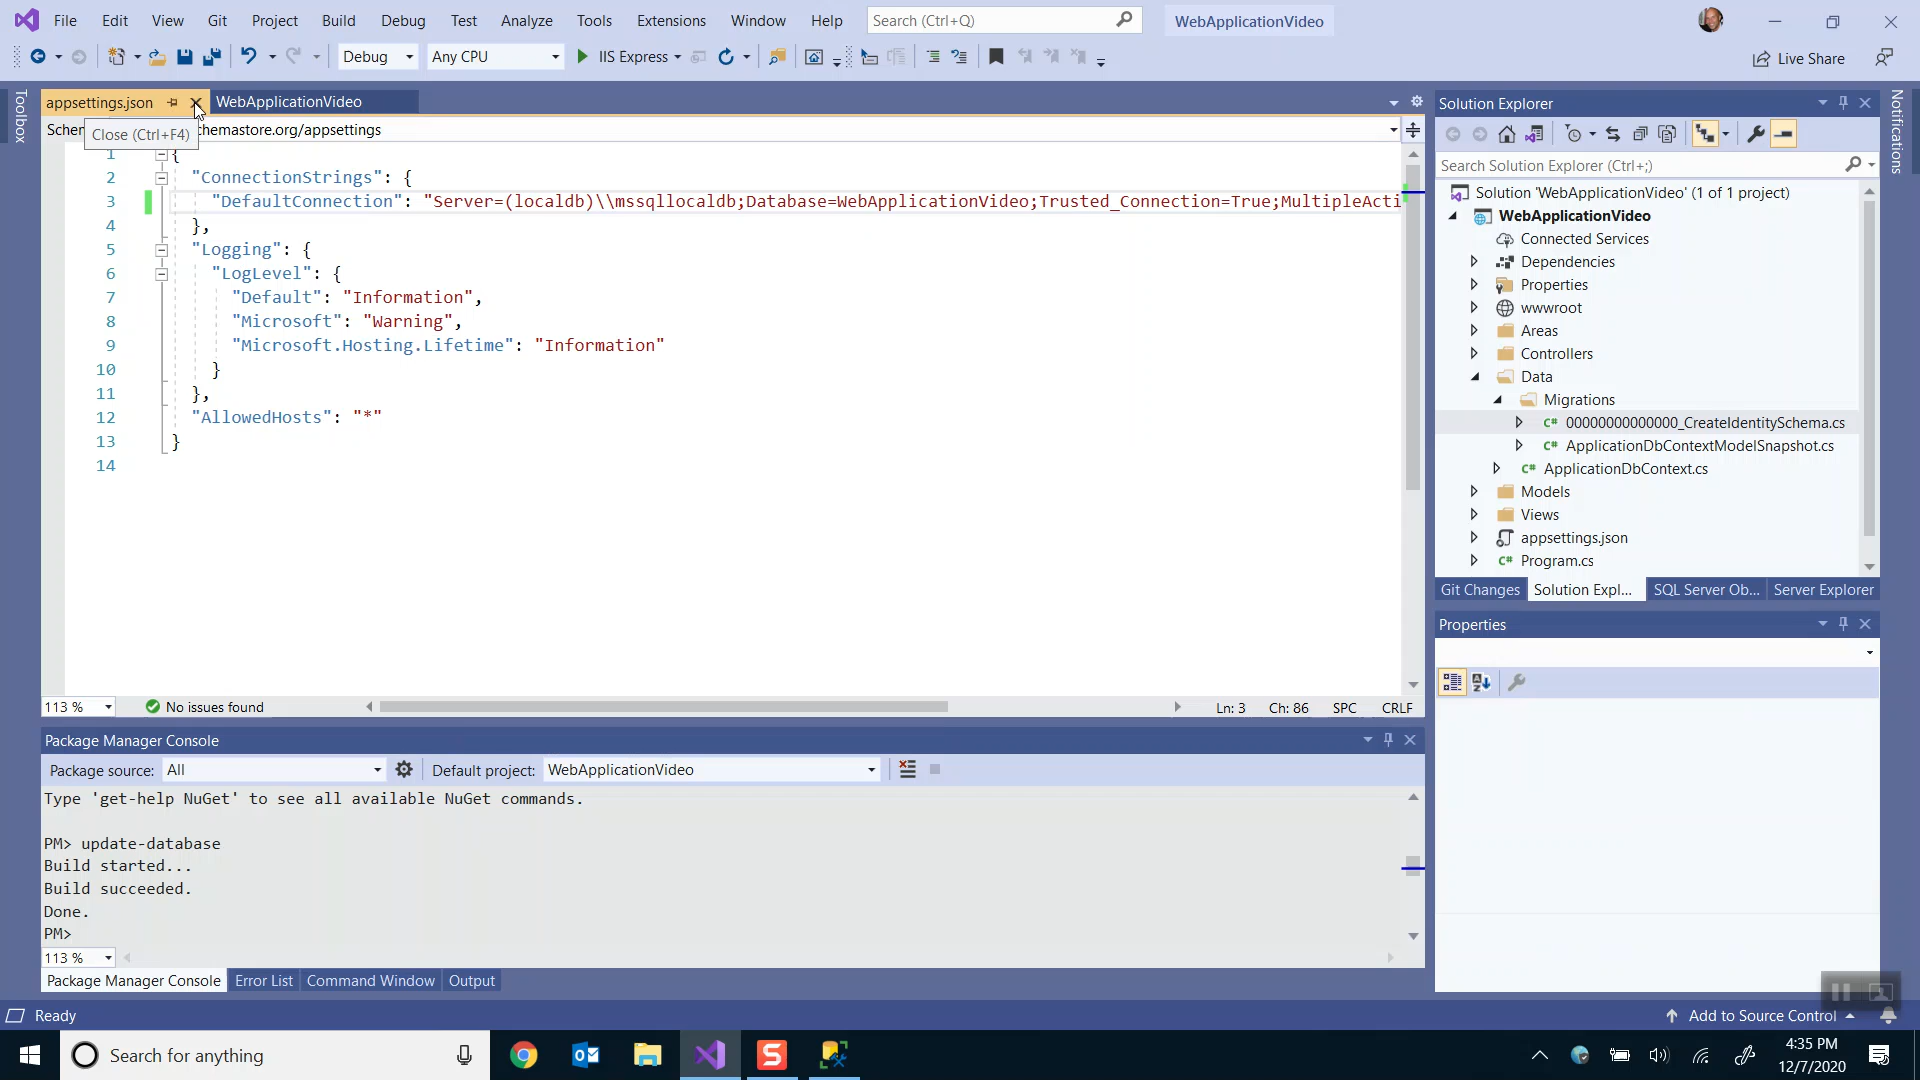 File Edit View Git Project Build Debug Test Analyze Tools Extensions Window Help Search (Ctrl+Q) WebApplicationVideo
Debug Any CPU IIS Express Live Share
Toolbox
appsettings.json WebApplicationVideo
Schem chemastore.org/appsettings
Close (Ctrl+F4)
1 {
2 "ConnectionStrings": {
3 "DefaultConnection": "Server=(localdb)\\mssqllocaldb;Database=WebApplicationVideo;Trusted_Connection=True;MultipleActi
4 },
5 "Logging": {
6 "LogLevel": {
7 "Default": "Information",
8 "Microsoft": "Warning",
9 "Microsoft.Hosting.Lifetime": "Information"
10 }
11 },
12 "AllowedHosts": "*"
13 }
14
113 % No issues found Ln: 3 Ch: 86 SPC CRLF
Package Manager Console
Package source: All Default project: WebApplicationVideo
Type 'get-help NuGet' to see all available NuGet commands.
PM> update-database
Build started...
Build succeeded.
Done.
PM>
113 %
Package Manager Console Error List Command Window Output
Solution Explorer
Search Solution Explorer (Ctrl+;)
Solution 'WebApplicationVideo' (1 of 1 project)
WebApplicationVideo
Connected Services
Dependencies
Properties
wwwroot
Areas
Controllers
Data
Migrations
C# 00000000000000_CreateIdentitySchema.cs
C# ApplicationDbContextModelSnapshot.cs
C# ApplicationDbContext.cs
Models
Views
appsettings.json
C# Program.cs
Git Changes Solution Expl... SQL Server Ob... Server Explorer
Properties
Notifications
Ready Add to Source Control
Search for anything
4:35 PM
12/7/2020